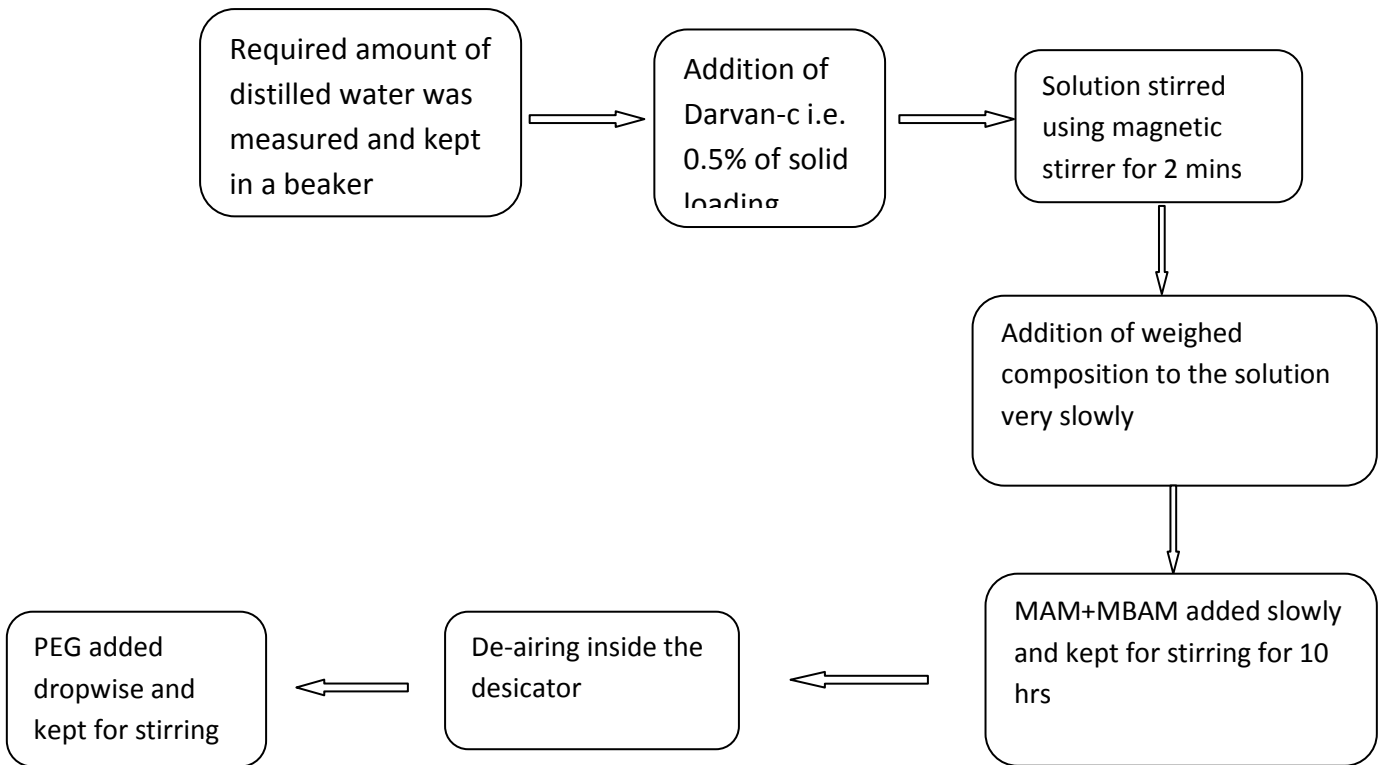 Required amount of
distilled water was
measured and kept
in a beaker
Addition of
Darvan-c i.e.
0.5% of solid
loading
Solution stirred
using magnetic
stirrer for 2 mins
Addition of weighed
composition to the solution
very slowly
MAM+MBAM added slowly
and kept for stirring for 10
hrs
De-airing inside the
desicator
PEG added
dropwise and
kept for stirring